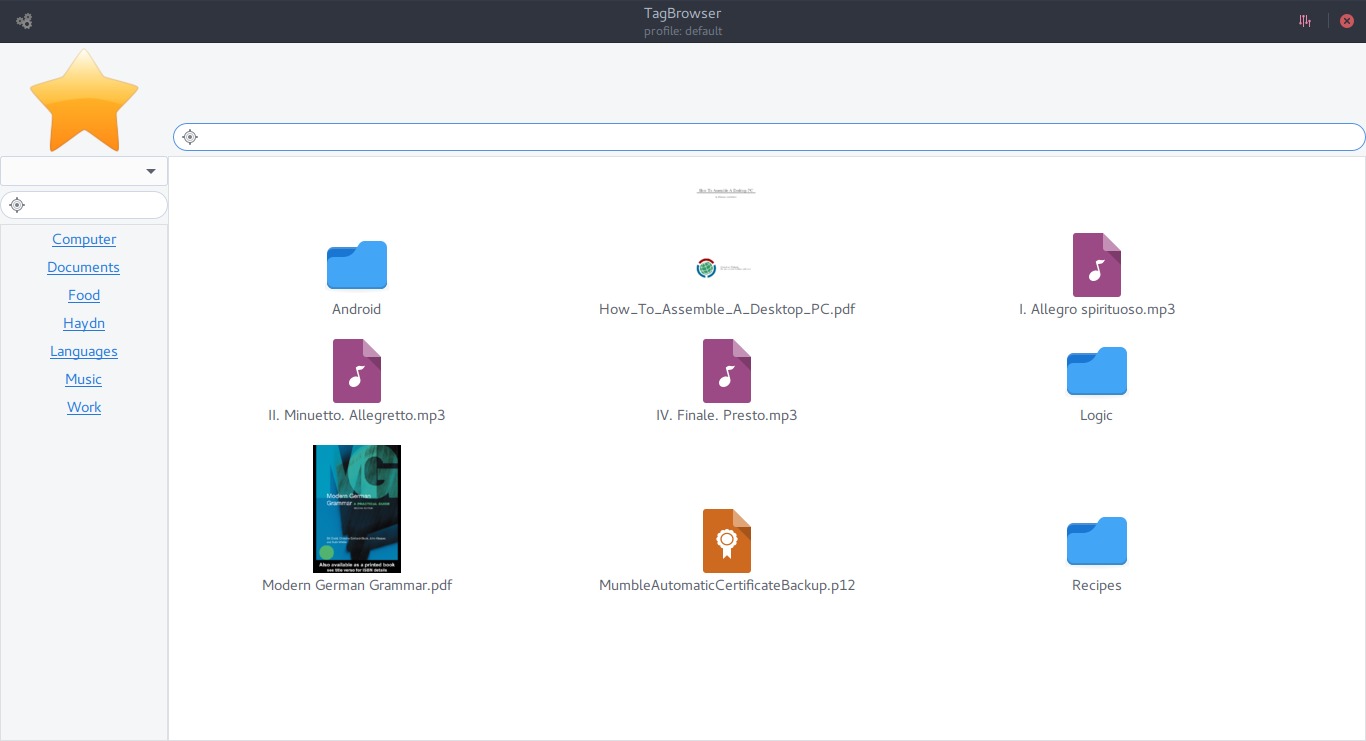 TagBrowser
profile: default
Computer
Documents
Food
Haydn
Languages
Music
Work
How To Assemble A Desktop PC
Android
How_To_Assemble_A_Desktop_PC.pdf
I. Allegro spirituoso.mp3
II. Minuetto. Allegretto.mp3
IV. Finale. Presto.mp3
Logic
MG
Modern German
Grammar A PRACTICAL GUIDE
Also available as a printed book
see title verso for ISBN details
Modern German Grammar.pdf
MumbleAutomaticCertificateBackup.p12
Recipes